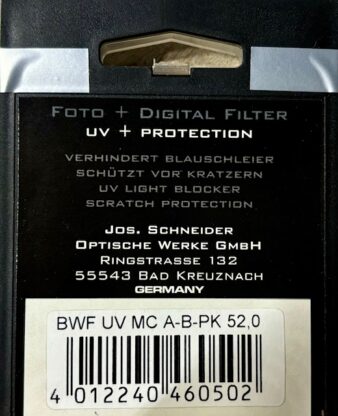 Foto + Digital Filter
UV + PROTECTION
VERHINDERT BLAUSCHLEIER
SCHÜTZT VOR KRATZERN
UV LIGHT BLOCKER
SCRATCH PROTECTION
Jos. Schneider
Optische Werke GmbH
Ringstrasse 132
55543 Bad Kreuznach
GERMANY
BWF UV MC A-B-PK 52,0
4 012240 460502